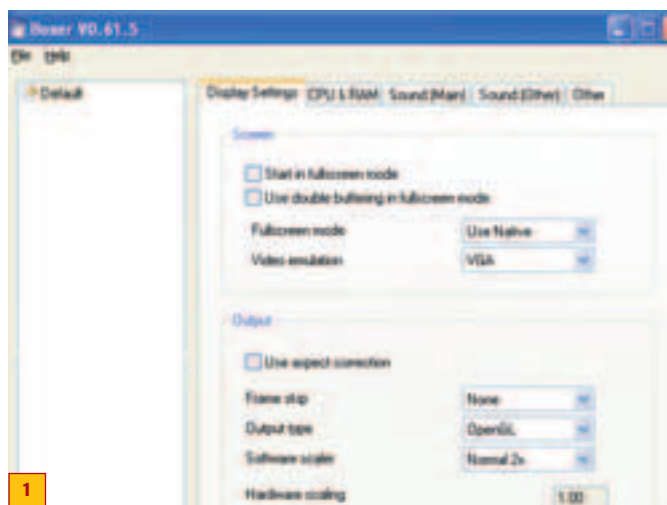 Boxer V0.61.5
File Help
Default
Display Settings CPU & RAM Sound (Main) Sound (Other) Other
Screen
Start in fullscreen mode
Use double buffering in fullscreen mode
Fullscreen mode Use Native
Video emulation VGA
Output
Use aspect correction
Frame skip None
Output type OpenGL
Software scaler Normal 2x
Hardware scaling 1.00
1